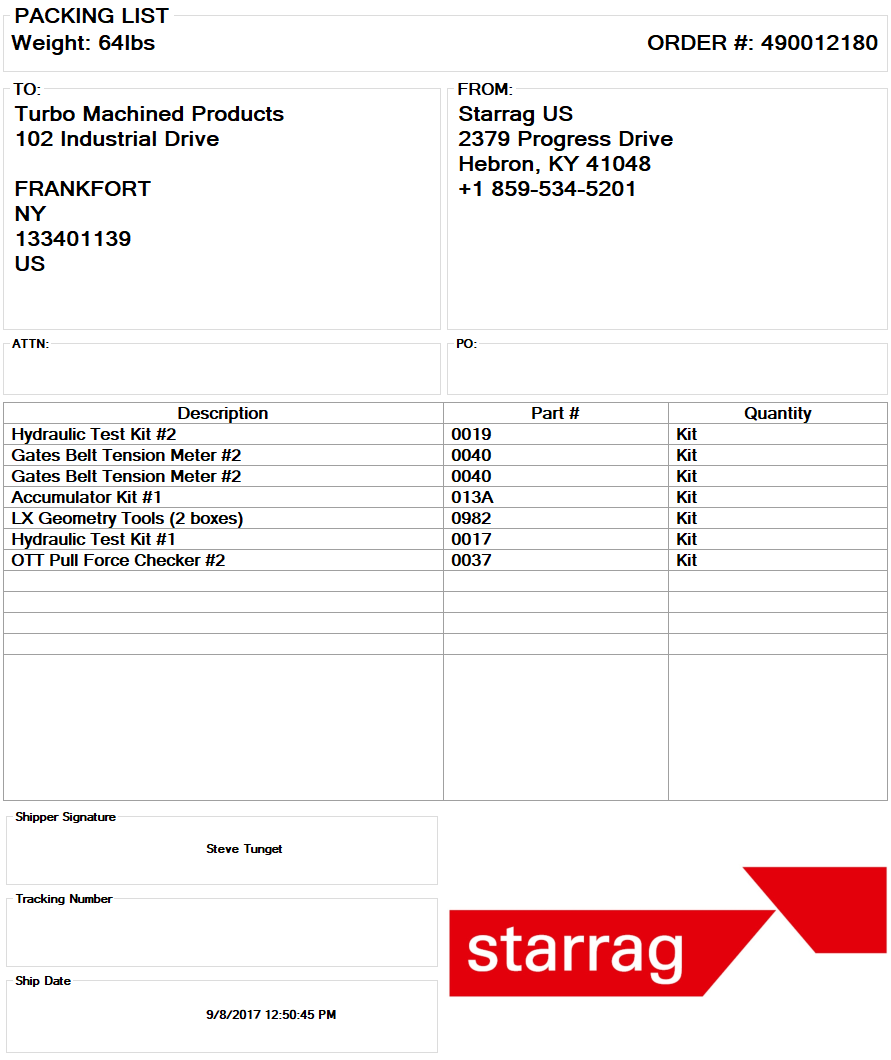 PACKING LIST
Weight: 64lbs
ORDER #: 490012180
TO:
Turbo Machined Products
102 Industrial Drive
FRANKFORT
NY
133401139
US
FROM:
Starrag US
2379 Progress Drive
Hebron, KY 41048
+1 859-534-5201
ATTN:
PO:
Description Part # Quantity
Hydraulic Test Kit #2 0019 Kit
Gates Belt Tension Meter #2 0040 Kit
Gates Belt Tension Meter #2 0040 Kit
Accumulator Kit #1 013A Kit
LX Geometry Tools (2 boxes) 0982 Kit
Hydraulic Test Kit #1 0017 Kit
OTT Pull Force Checker #2 0037 Kit
Shipper Signature
Steve Tunget
Tracking Number
Ship Date
9/8/2017 12:50:45 PM
starrag